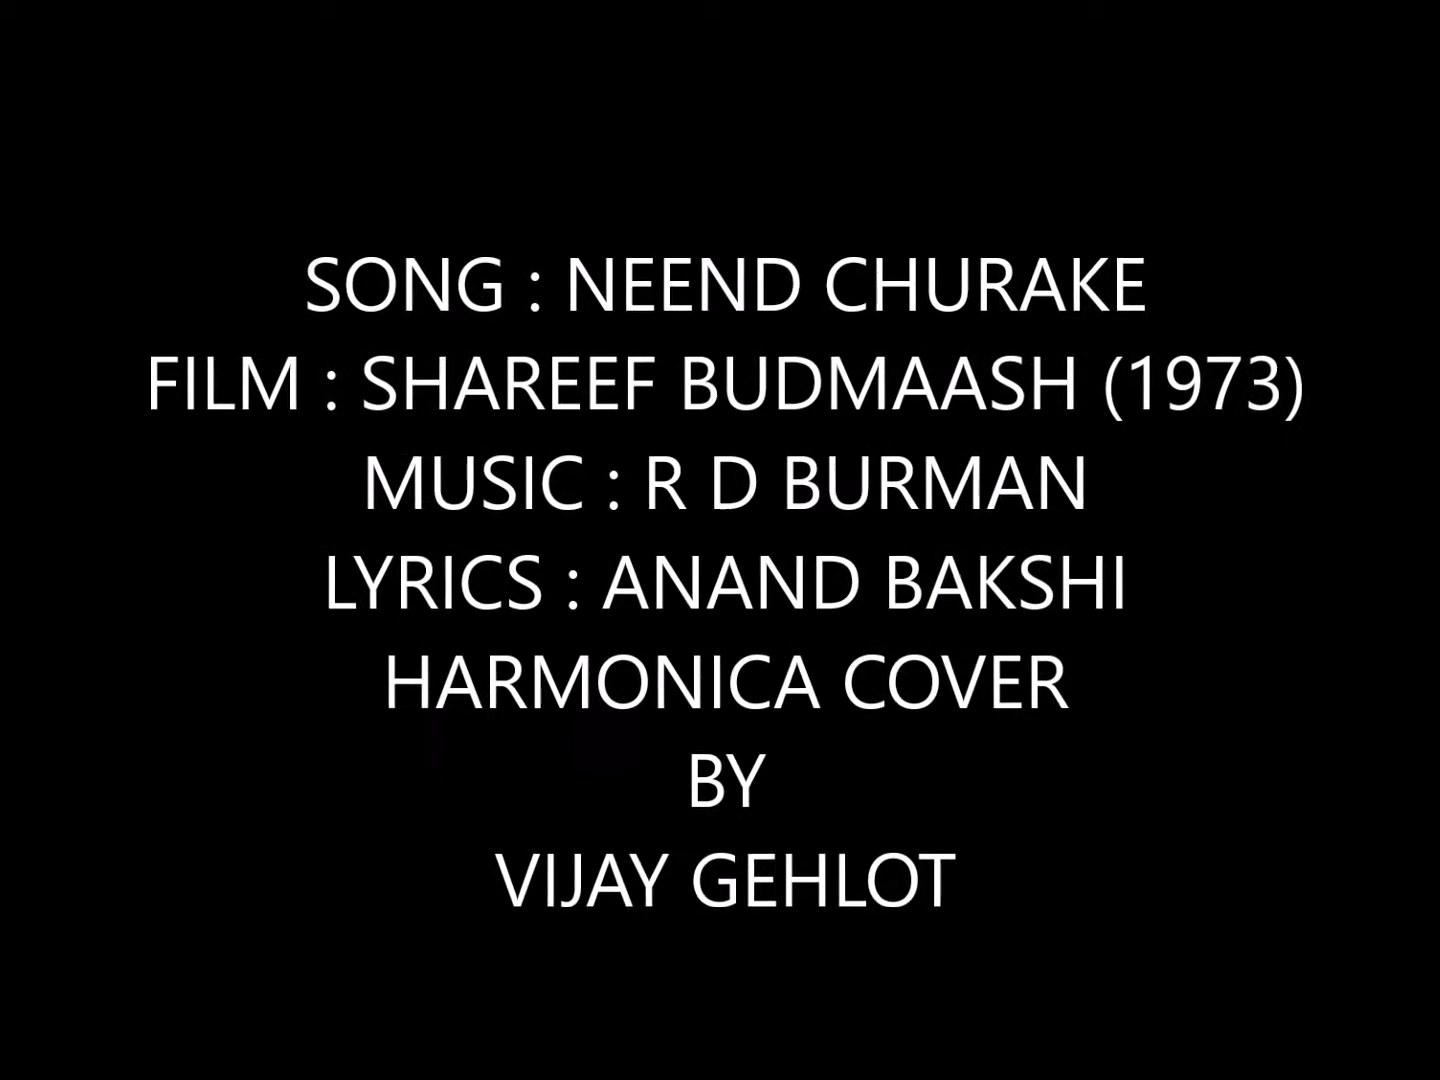 SONG : NEEND CHURAKE
FILM : SHAREEF BUDMAASH (1973)
MUSIC : R D BURMAN
LYRICS : ANAND BAKSHI
HARMONICA COVER
BY
VIJAY GEHLOT